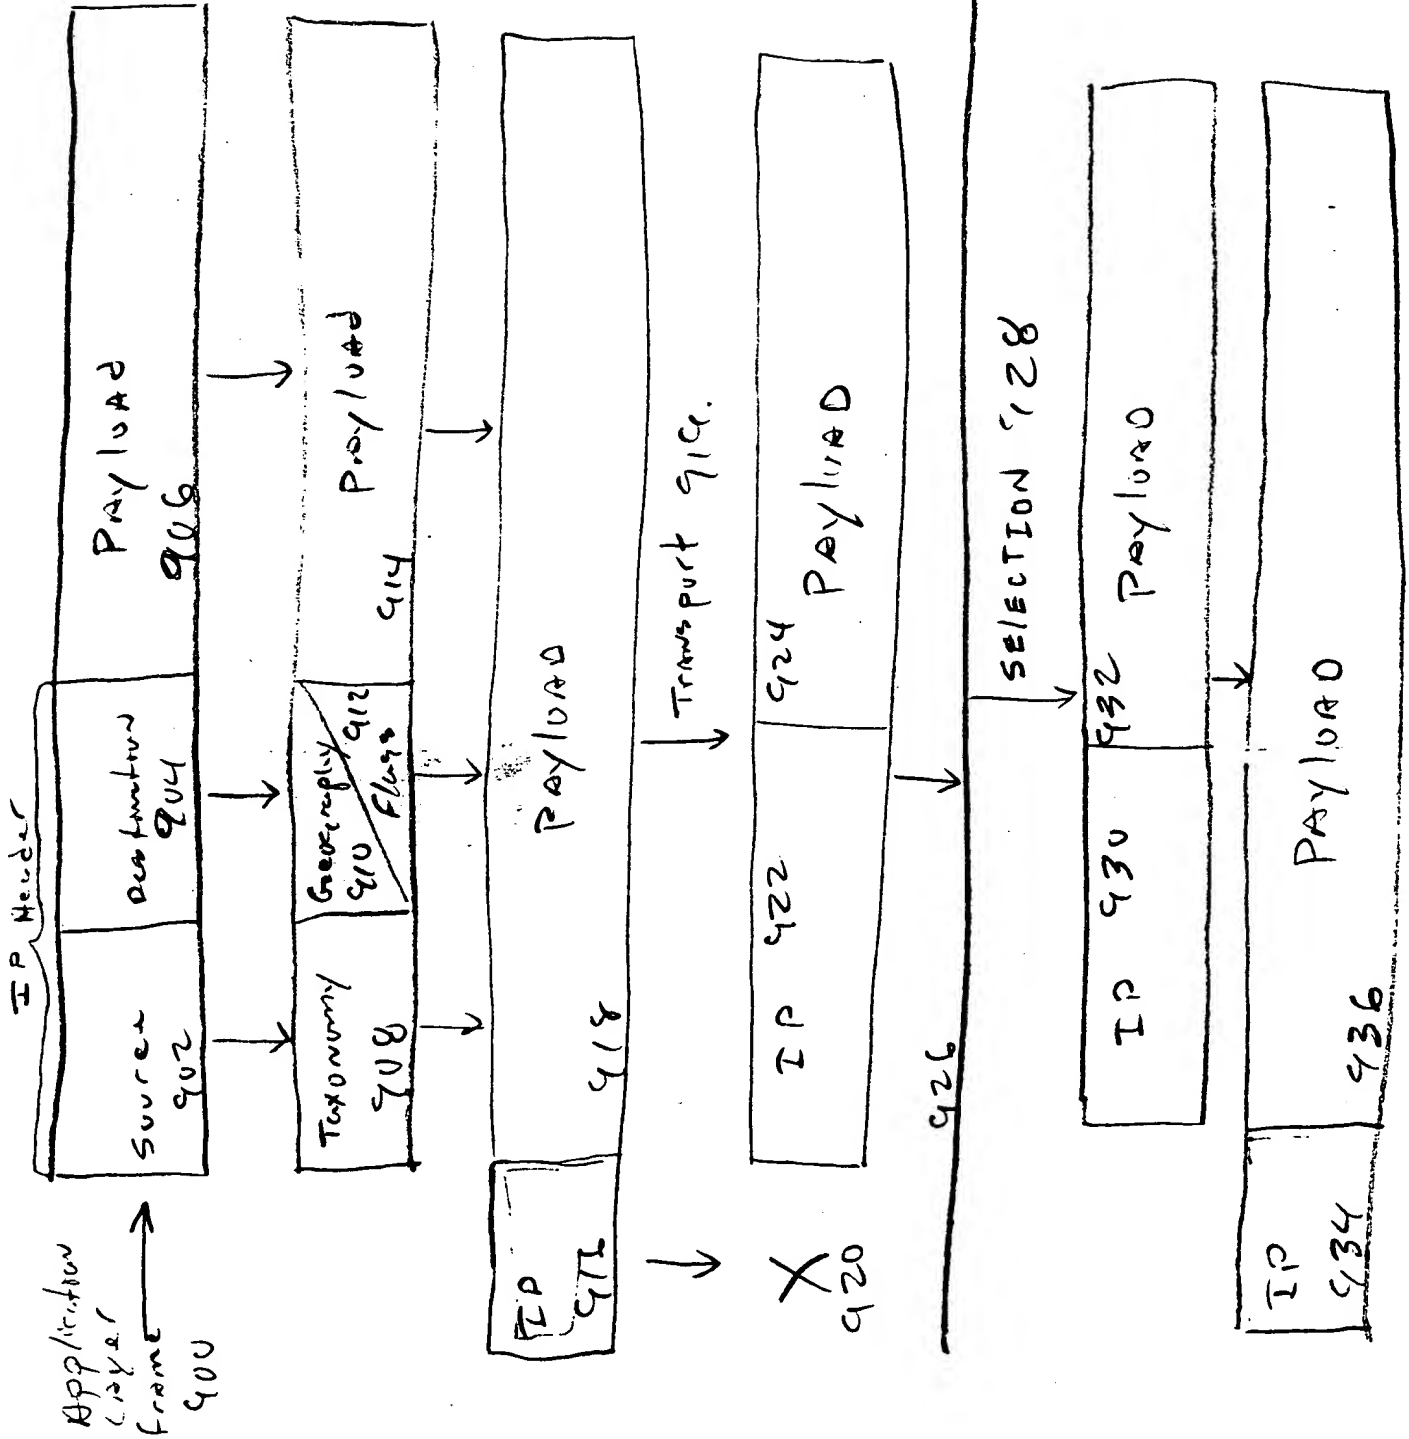 IP Header
Application
Layer
frame
900
Source
902
Destination
904
Payload
906
Taxonomy
908
Geography
910
912
Flags
914
Payload
IP
918
Payload
Transport
X
920
IP 922
924
Payload
926
SELECTION 928
IP 930
932
Payload
IP
934
936
Payload